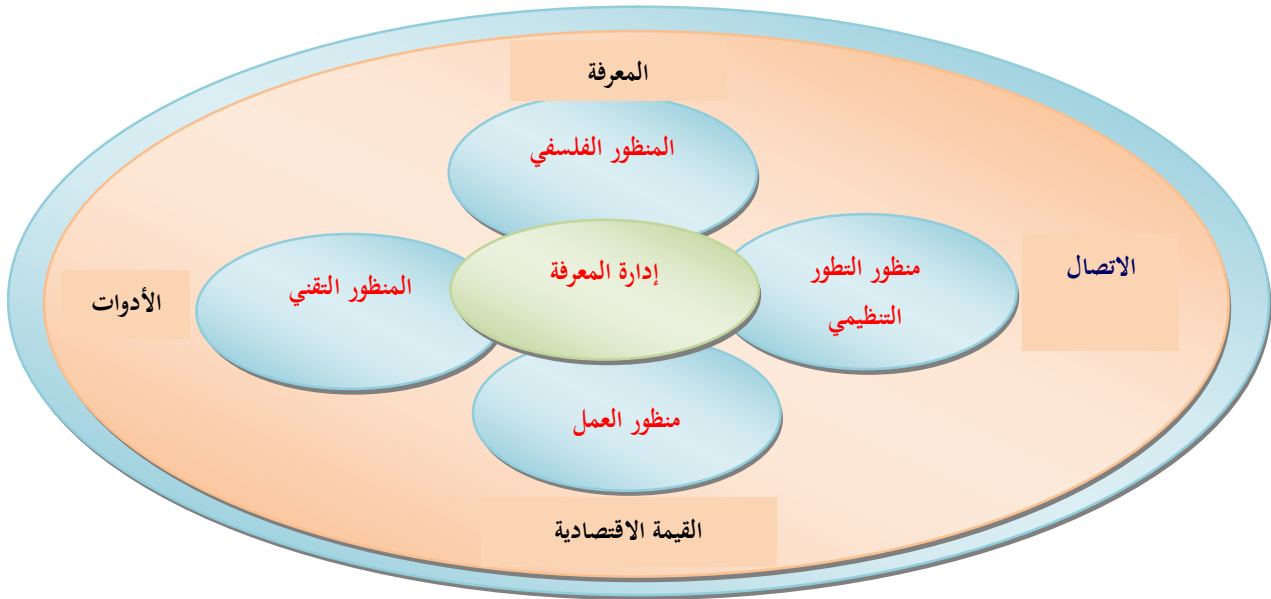 المعرفة
المنظور الفلسفي
الاتصال
منظور التطور
التنظيمي
إدارة المعرفة
المنظور التقني
الأدوات
منظور العمل
القيمة الاقتصادية